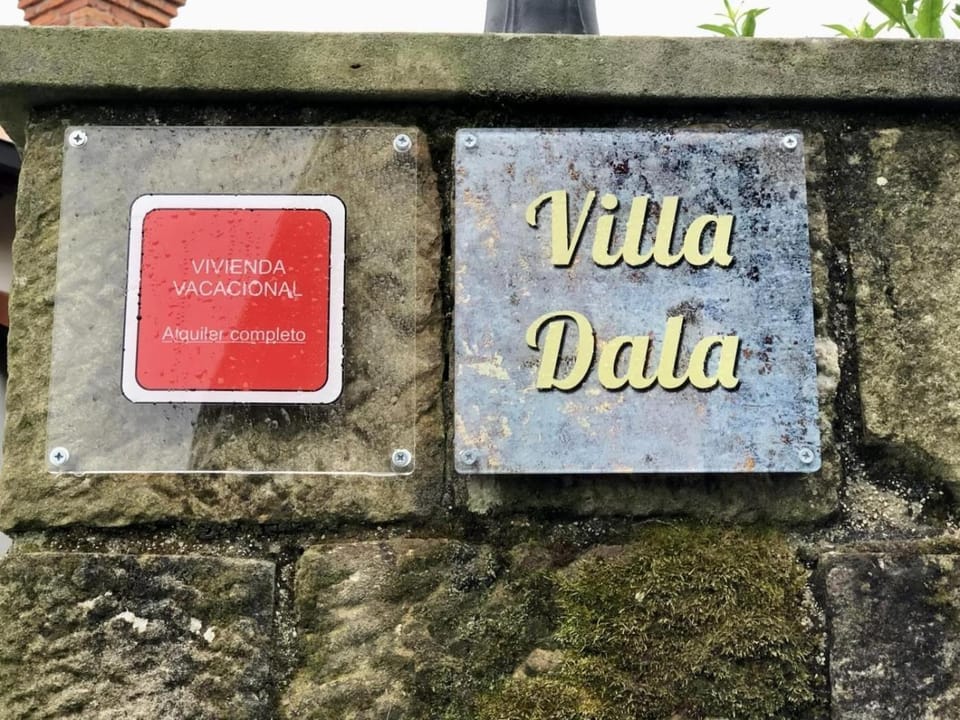 VIVIENDA
VACACIONAL
Alquiler completo
Villa
Dala